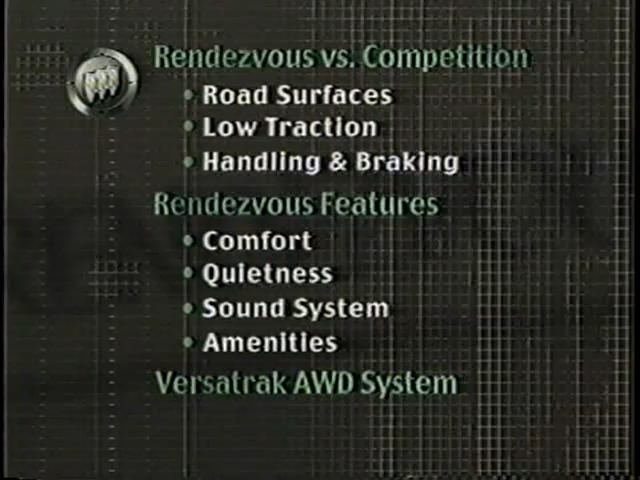 Rendezvous vs. Competition
• Road Surfaces
• Low Traction
• Handling & Braking
Rendezvous Features
• Comfort
• Quietness
• Sound System
• Amenities
Versatrak AWD System